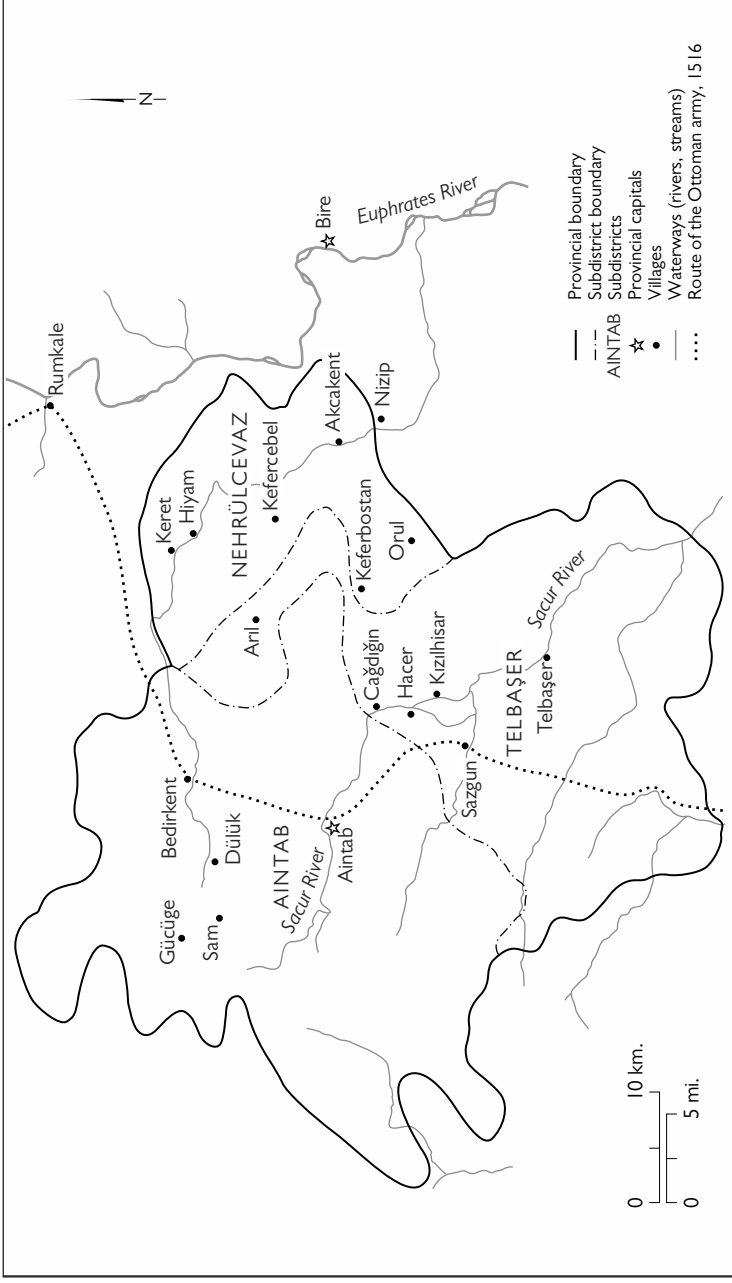 Rumkale
N
Gücüge
Bedirkent
Keret
Hiyam
Sam
Dülük
NEHRÜLCEVAZ
Arıl
Kefercebel
AINTAB
Sacur River
Bire
Akcakent
Aintab
Keferbostan
Cağdığın
Nizip
Orul
Hacer
Euphrates River
Kızılhisar
Sazgun
TELBAŞER
Telbaşer
Sacur River
Provincial boundary
Subdistrict boundary
AINTAB Subdistricts
Provincial capitals
Villages
Waterways (rivers, streams)
Route of the Ottoman army, 1516
0 10 km.
0 5 mi.